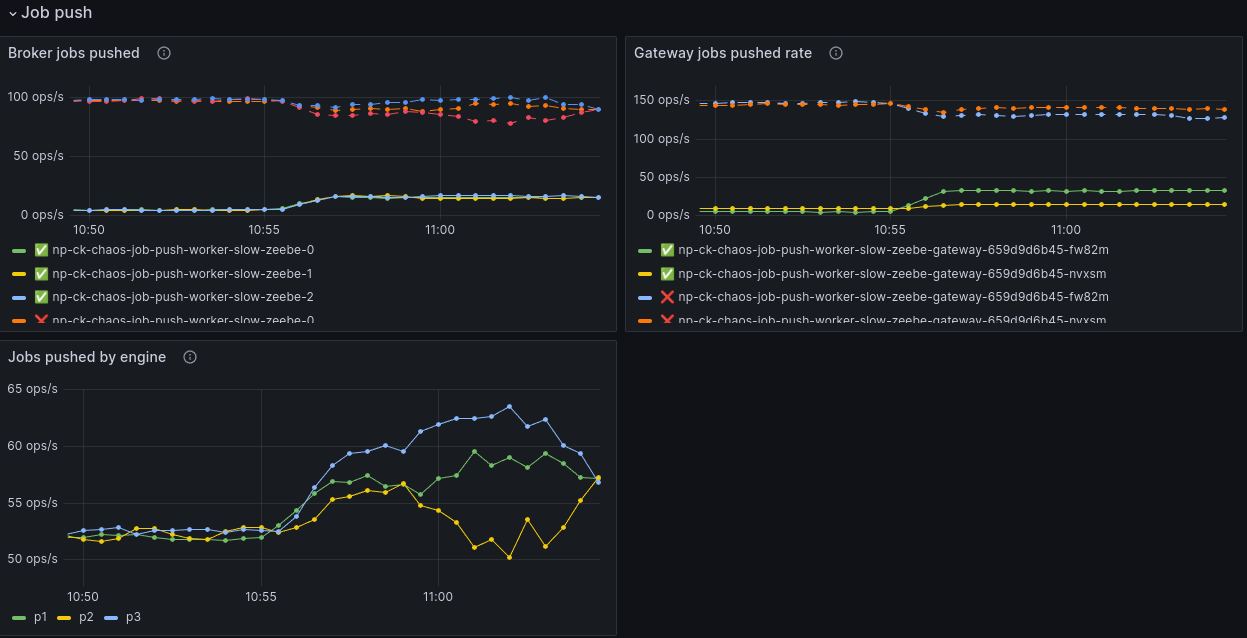 Job push
Broker jobs pushed
100 ops/s
50 ops/s
0 ops/s
10:50 10:55 11:00
✅ np-ck-chaos-job-push-worker-slow-zeebe-0
✅ np-ck-chaos-job-push-worker-slow-zeebe-1
✅ np-ck-chaos-job-push-worker-slow-zeebe-2
❌ np-ck-chaos-job-push-worker-slow-zeebe-0
Gateway jobs pushed rate
150 ops/s
100 ops/s
50 ops/s
0 ops/s
10:50 10:55 11:00
✅ np-ck-chaos-job-push-worker-slow-zeebe-gateway-659d9d6b45-fw82m
✅ np-ck-chaos-job-push-worker-slow-zeebe-gateway-659d9d6b45-nvxsm
❌ np-ck-chaos-job-push-worker-slow-zeebe-gateway-659d9d6b45-fw82m
❌ np-ck-chaos-job-push-worker-slow-zeebe-gateway-659d9d6b45-nvxsm
Jobs pushed by engine
65 ops/s
60 ops/s
55 ops/s
50 ops/s
10:50 10:55 11:00
p1 p2 p3